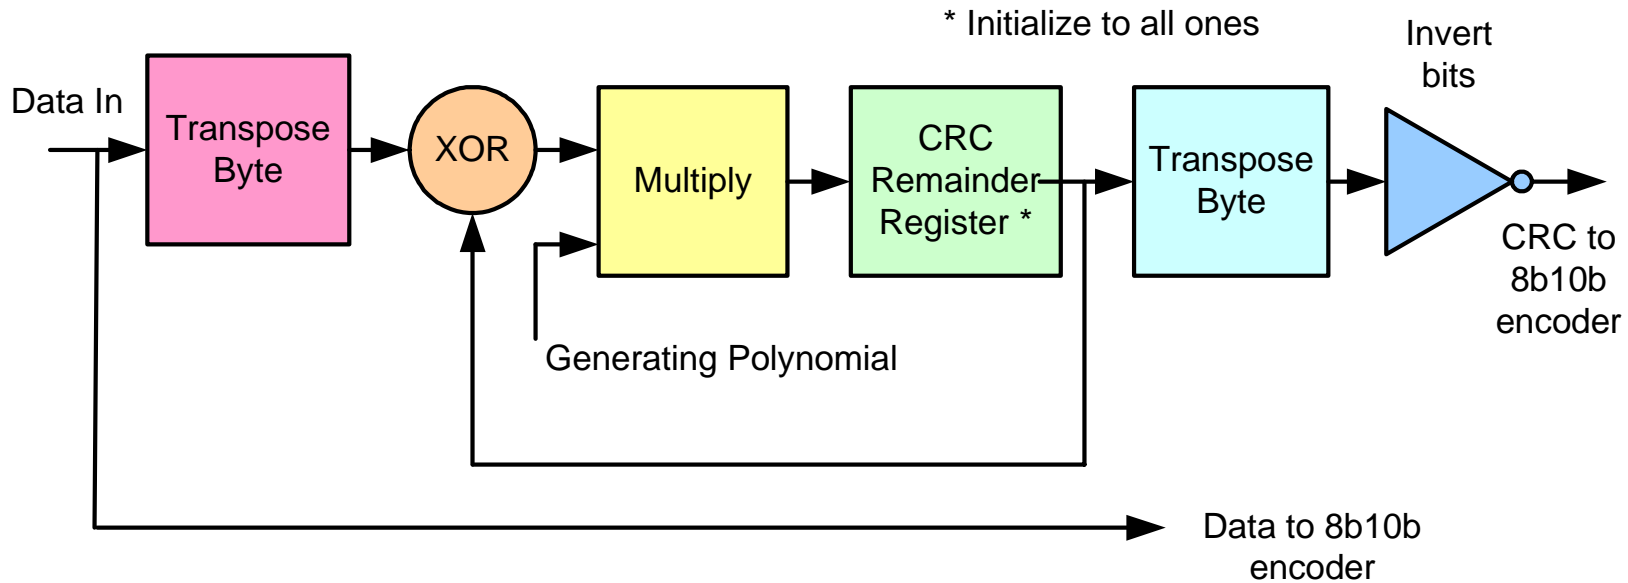 * Initialize to all ones
Invert
bits
Data In
Transpose
Byte
XOR
Multiply
CRC
Remainder
Register *
Transpose
Byte
CRC to
8b10b
encoder
Generating Polynomial
Data to 8b10b
encoder